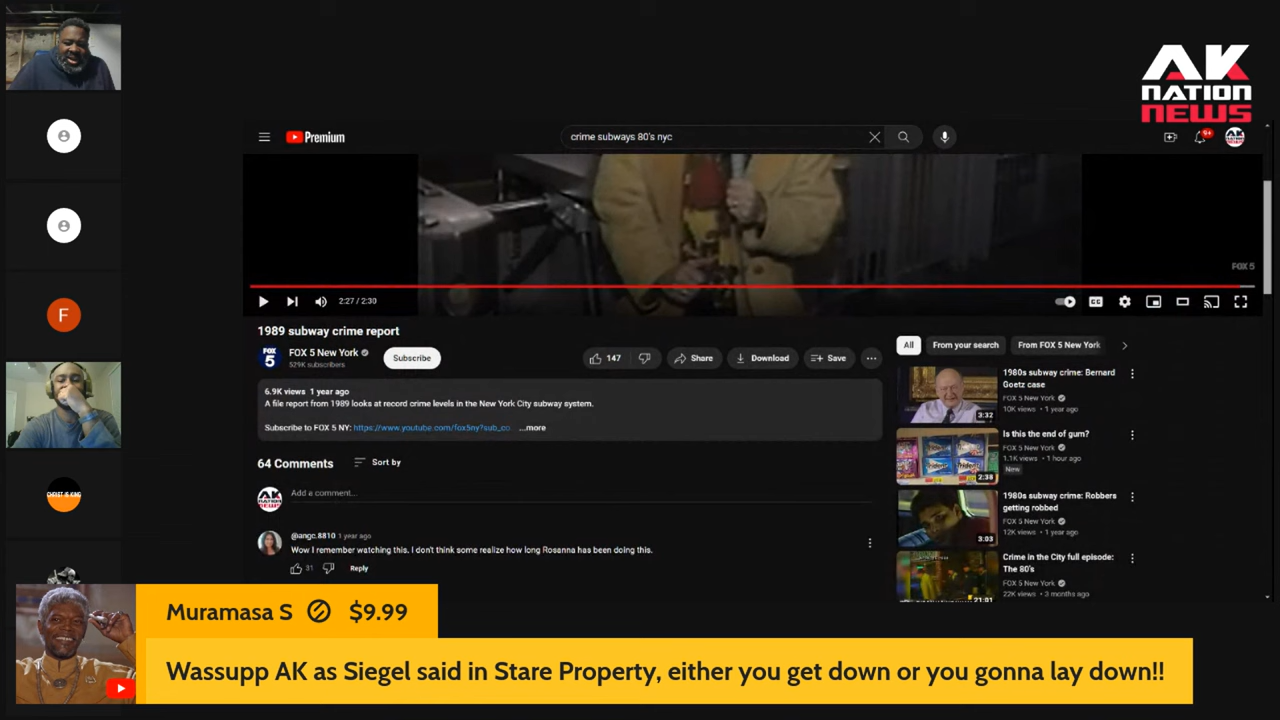 AK
NATION
NEWS
Premium
crime subways 80's nyc
9+
FOX 5
2:27 / 2:30
CC
1989 subway crime report
FOX 5 New York
529K subscribers
Subscribe
147
Share
Download
Save
6.9K views 1 year ago
A file report from 1989 looks at record crime levels in the New York City subway system.
Subscribe to FOX 5 NY: https://www.youtube.com/fox5ny?sub_co ...more
64 Comments
Sort by
Add a comment...
@angc.8810 1 year ago
Wow I remember watching this. I don't think some realize how long Rosanna has been doing this.
31
Reply
All
From your search
From FOX 5 New York
1980s subway crime: Bernard
Goetz case
FOX 5 New York
10K views • 1 year ago
3:32
Is this the end of gum?
FOX 5 New York
1.1K views • 1 hour ago
New
2:38
1980s subway crime: Robbers
getting robbed
FOX 5 New York
12K views • 1 year ago
3:03
Crime in the City full episode:
The 80's
FOX 5 New York
22K views • 3 months ago
21:01
F
CHRIST IS KING
Muramasa S $9.99
Wassupp AK as Siegel said in Stare Property, either you get down or you gonna lay down!!